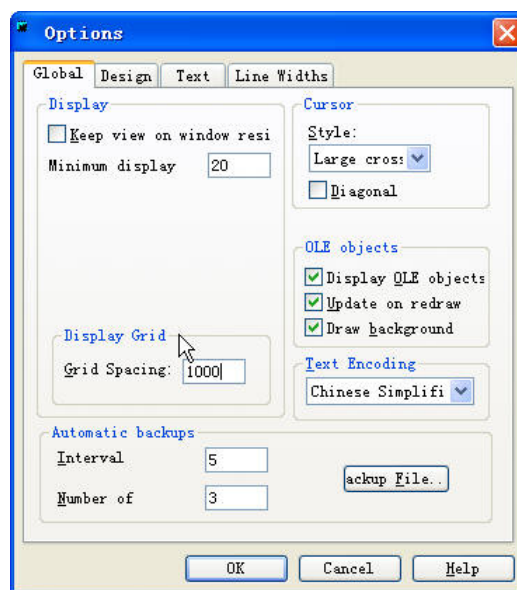 Options
Global Design Text Line Widths
Display
Keep view on window resi
Minimum display 20
Display Grid
Grid Spacing: 1000
Cursor
Style:
Large cross
Diagonal
OLE objects
Display OLE objects
Update on redraw
Draw background
Text Encoding
Chinese Simplifi
Automatic backups
Interval 5
Number of 3
ackup File..
OK Cancel Help